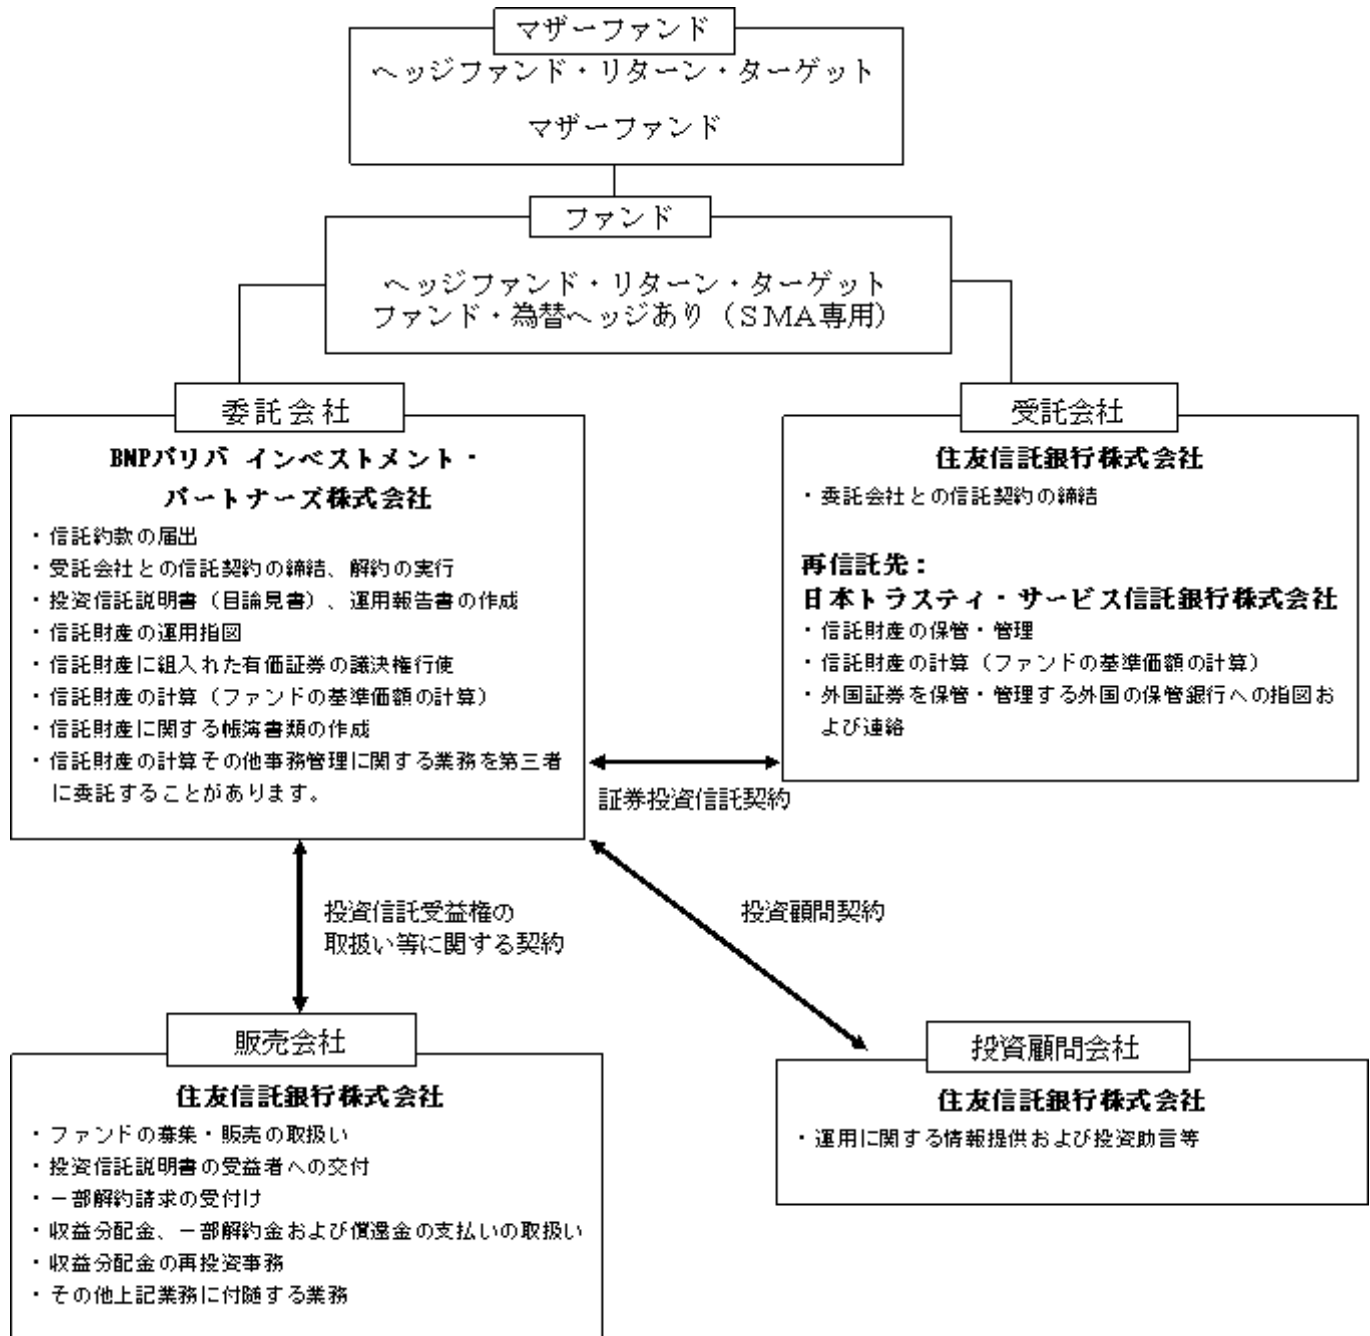 マザーファンド
ヘッジファンド・リターン・ターゲット
マザーファンド
ファンド
ヘッジファンド・リターン・ターゲット
ファンド・為替ヘッジあり（ＳＭＡ専用）
委託会社
BNPパリバ インベストメント・
パートナーズ株式会社
・信託約款の届出
・受託会社との信託契約の締結、解約の実行
・投資信託説明書（目論見書）、運用報告書の作成
・信託財産の運用指図
・信託財産に組入れた有価証券の議決権行使
・信託財産の計算（ファンドの基準価額の計算）
・信託財産に関する帳簿書類の作成
・信託財産の計算その他事務管理に関する業務を第三者
に委託することがあります。
受託会社
住友信託銀行株式会社
・委託会社との信託契約の締結
再信託先：
日本トラスティ・サービス信託銀行株式会社
・信託財産の保管・管理
・信託財産の計算（ファンドの基準価額の計算）
・外国証券を保管・管理する外国の保管銀行への指図お
よび連絡
証券投資信託契約
投資信託受益権の
取扱い等に関する契約
投資顧問契約
販売会社
住友信託銀行株式会社
・ファンドの募集・販売の取扱い
・投資信託説明書の受益者への交付
・一部解約請求の受付け
・収益分配金、一部解約金および償還金の支払いの取扱い
・収益分配金の再投資事務
・その他上記業務に付随する業務
投資顧問会社
住友信託銀行株式会社
・運用に関する情報提供および投資助言等